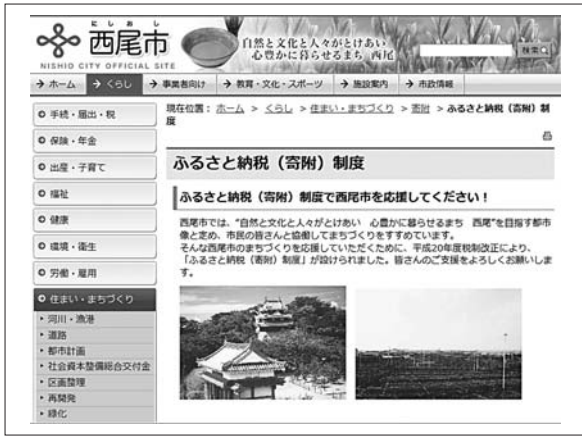 にしおし
西尾市
NISHIO CITY OFFICIAL SITE
自然と文化と人々がとけあい
心豊かに暮らせるまち 西尾
検索
ホーム
くらし
事業者向け
教育・文化・スポーツ
施設案内
市政情報
手続・届出・税
保険・年金
出産・子育て
福祉
健康
環境・衛生
労働・雇用
住まい・まちづくり
河川・漁港
道路
都市計画
社会資本整備総合交付金
区画整理
再開発
緑化
現在位置: ホーム > くらし > 住まい・まちづくり > 寄附 > ふるさと納税(寄附)制
度
ふるさと納税(寄附)制度
ふるさと納税(寄附)制度で西尾市を応援してください!
西尾市では、“自然と文化と人々がとけあい 心豊かに暮らせるまち 西尾”を目指す都市
像と定め、市民の皆さんと協働してまちづくりをすすめています。
そんな西尾市のまちづくりを応援していただくために、平成20年度税制改正により、
「ふるさと納税(寄附)制度」が設けられました。皆さんのご支援をよろしくお願いしま
す。